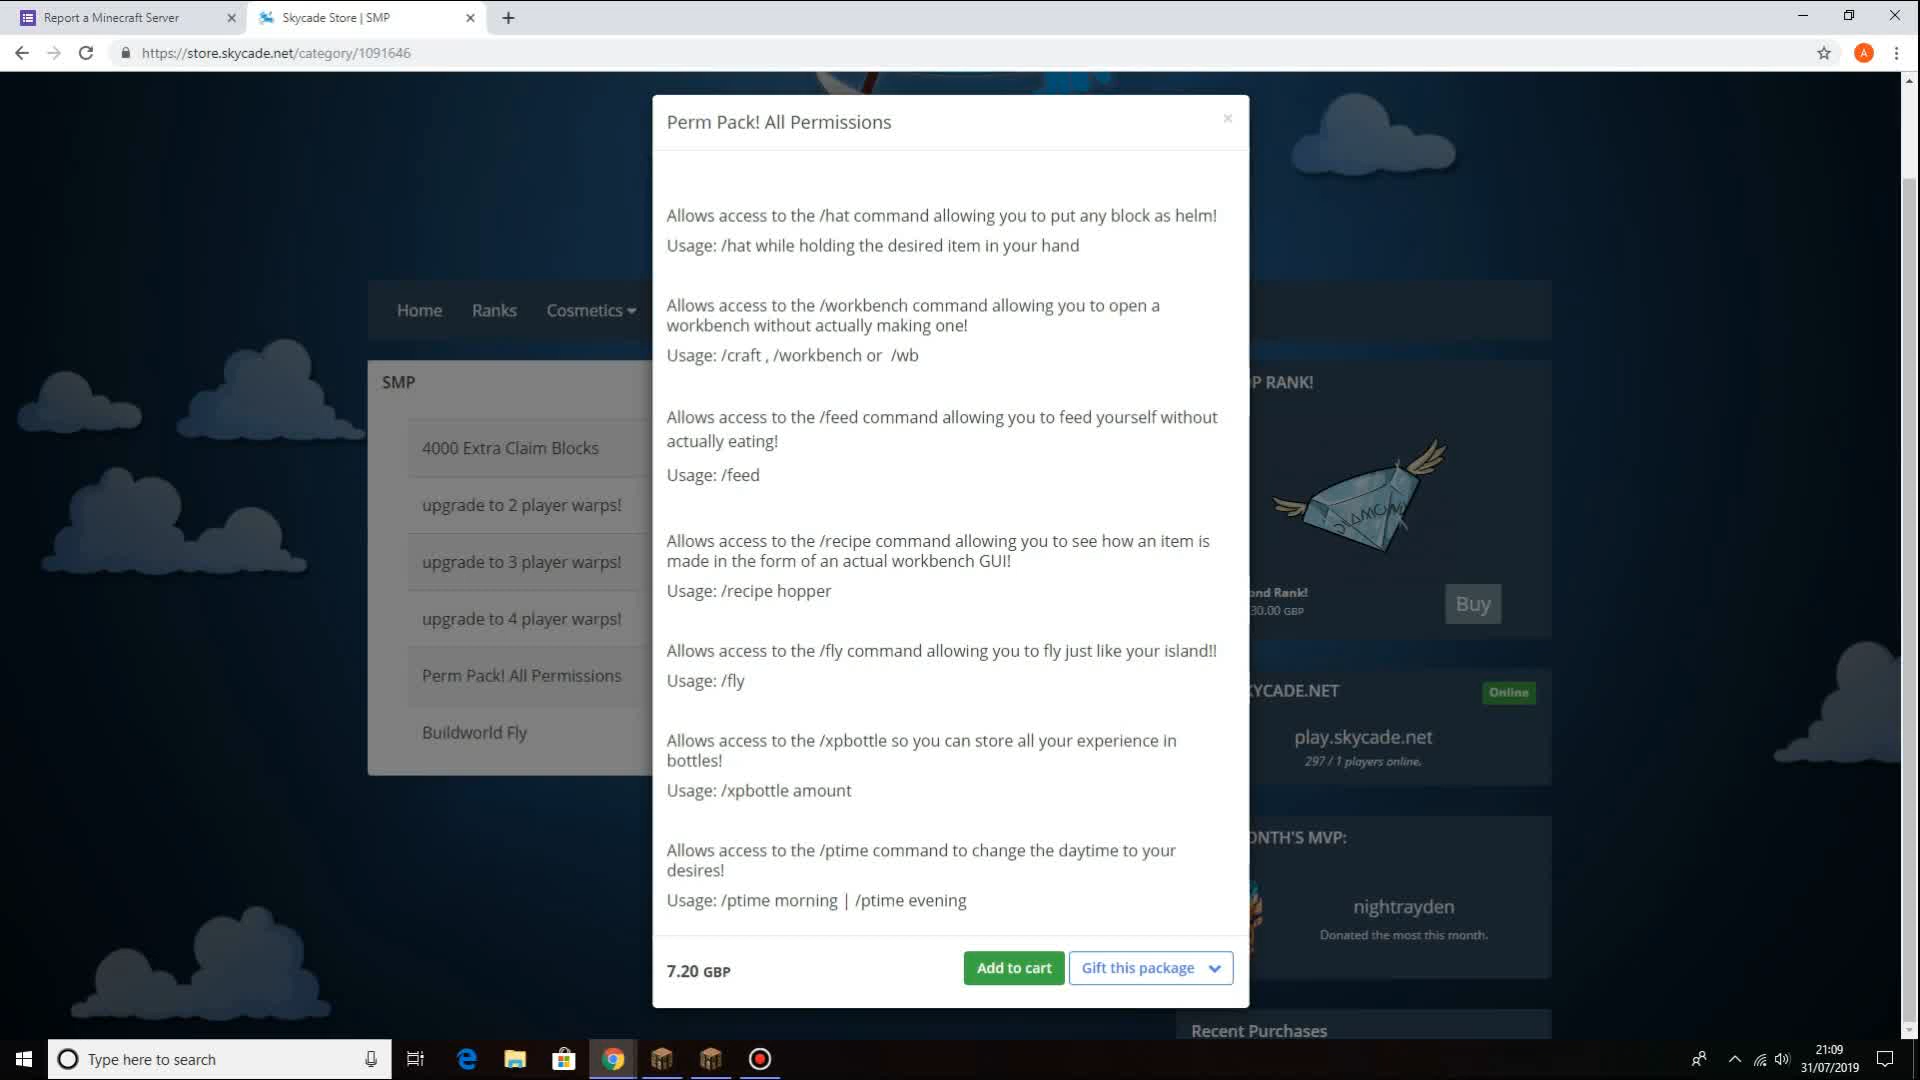 Report a Minecraft Server
Skycade Store | SMP
https://store.skycade.net/category/1091646
A
Perm Pack! All Permissions
Allows access to the /hat command allowing you to put any block as helm!
Usage: /hat while holding the desired item in your hand
Allows access to the /workbench command allowing you to open a
workbench without actually making one!
Usage: /craft , /workbench or /wb
Allows access to the /feed command allowing you to feed yourself without
actually eating!
Usage: /feed
Allows access to the /recipe command allowing you to see how an item is
made in the form of an actual workbench GUI!
Usage: /recipe hopper
Allows access to the /fly command allowing you to fly just like your island!!
Usage: /fly
Allows access to the /xpbottle so you can store all your experience in
bottles!
Usage: /xpbottle amount
Allows access to the /ptime command to change the daytime to your
desires!
Usage: /ptime morning | /ptime evening
7.20 GBP
Add to cart
Gift this package
Home Ranks Cosmetics
SMP
4000 Extra Claim Blocks
upgrade to 2 player warps!
upgrade to 3 player warps!
upgrade to 4 player warps!
Perm Pack! All Permissions
Buildworld Fly
P RANK!
DIAMOND
ond Rank!
30.00 GBP
Buy
YCADE.NET
Online
play.skycade.net
297 / 1 players online.
ONTH'S MVP:
nightrayden
Donated the most this month.
Recent Purchases
Type here to search
21:09
31/07/2019